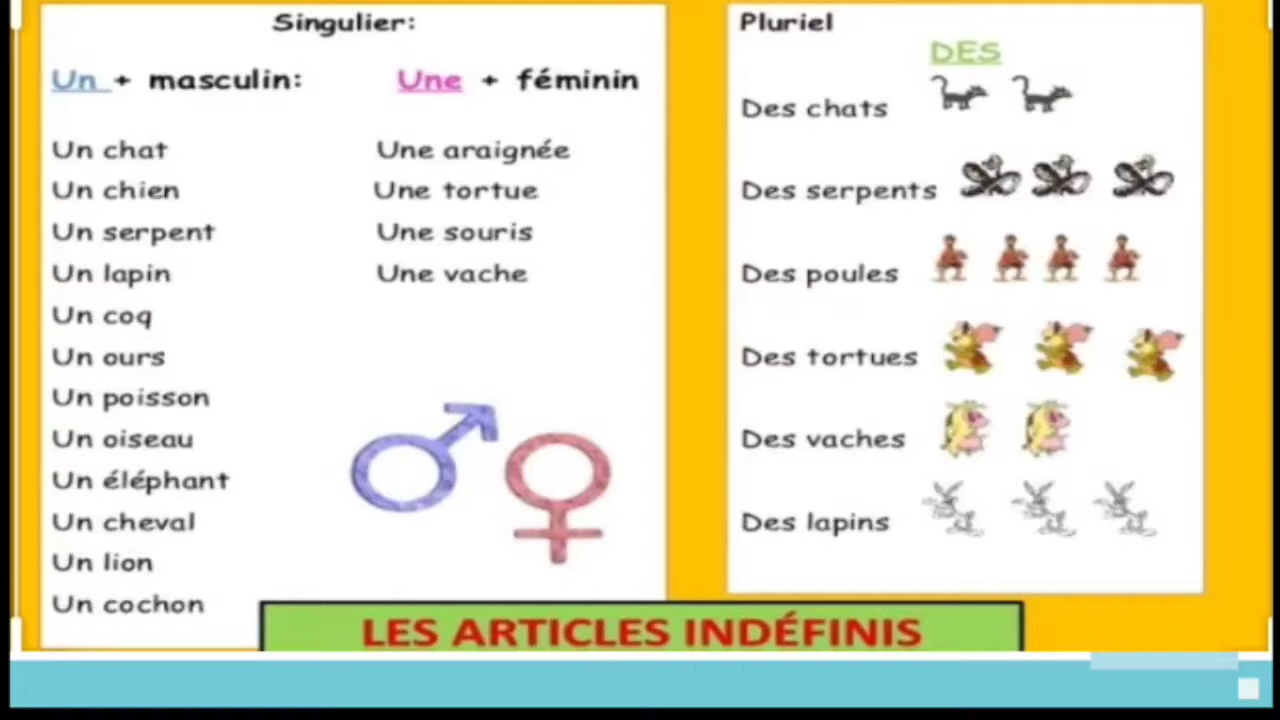 Singulier:
Un + masculin:
Une + féminin
Un chat
Un chien
Un serpent
Un lapin
Un coq
Un ours
Un poisson
Un oiseau
Un éléphant
Un cheval
Un lion
Un cochon
Une araignée
Une tortue
Une souris
Une vache
Pluriel
DES
Des chats
Des serpents
Des poules
Des tortues
Des vaches
Des lapins
LES ARTICLES INDÉFINIS